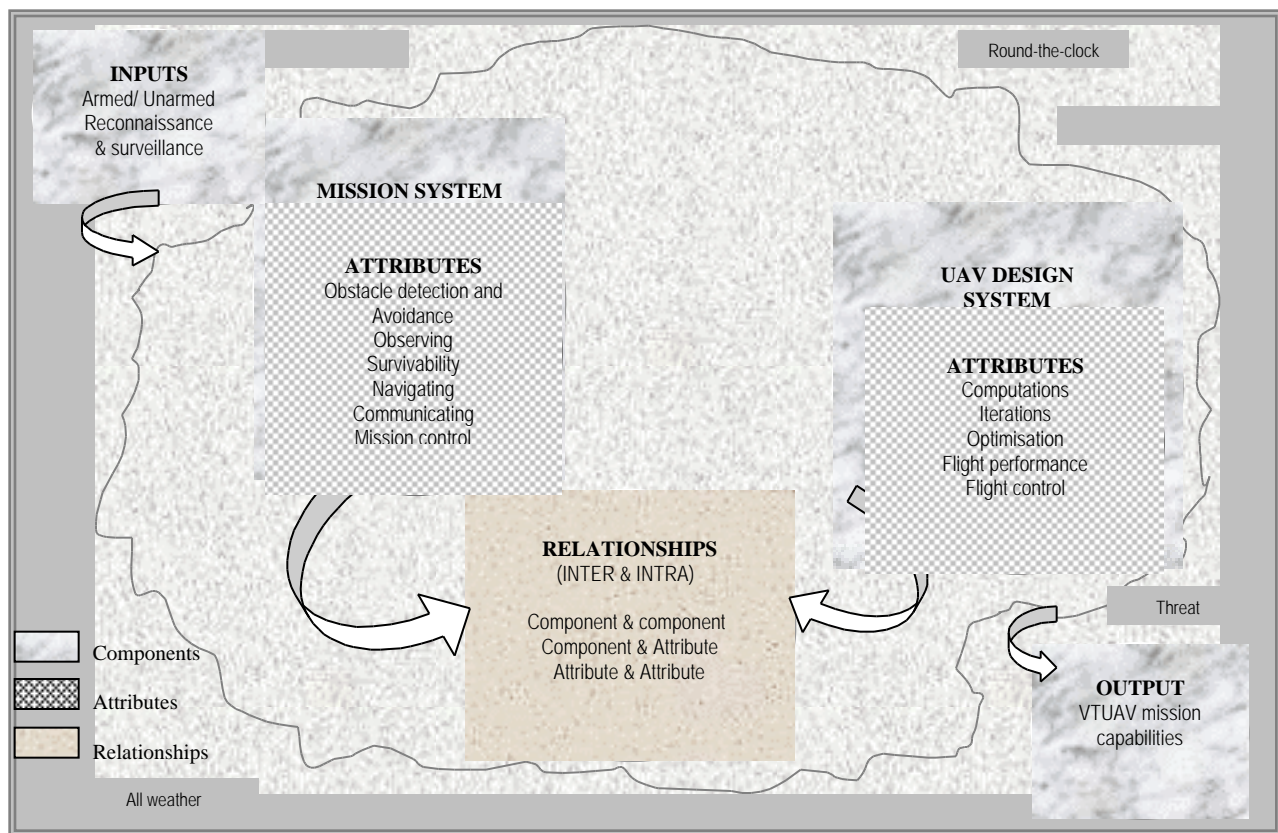 INPUTS
Armed/ Unarmed
Reconnaissance
& surveillance
Round-the-clock
MISSION SYSTEM
ATTRIBUTES
Obstacle detection and
Avoidance
Observing
Survivability
Navigating
Communicating
Mission control
UAV DESIGN
SYSTEM
ATTRIBUTES
Computations
Iterations
Optimisation
Flight performance
Flight control
RELATIONSHIPS
(INTER & INTRA)
Component & component
Component & Attribute
Attribute & Attribute
Threat
OUTPUT
VTUAV mission
capabilities
Components
Attributes
Relationships
All weather